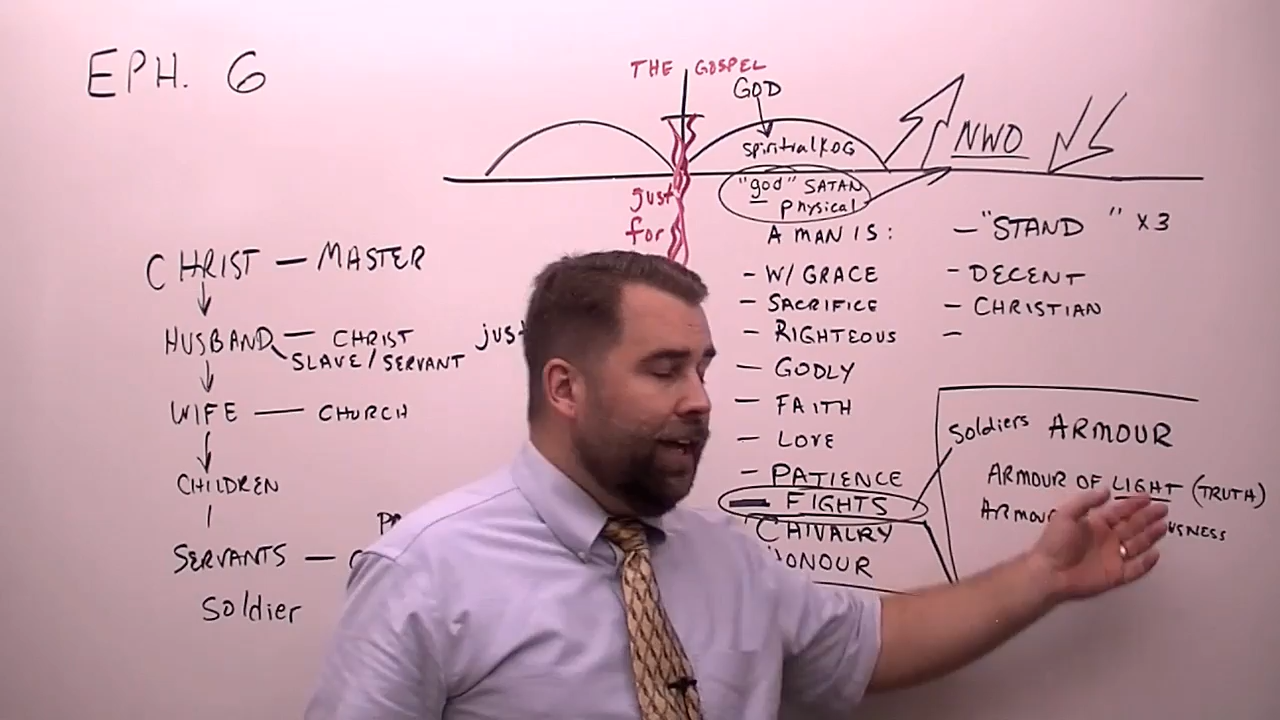 EPH. 6
THE GOSPEL
GOD
spiritral KOG
NWO
"god" SATAN
Physical
just
for
A MAN IS:
- W/ GRACE
- SACRIFICE
- RIGHTEOUS
- GODLY
- FAITH
- LOVE
- PATIENCE
- FIGHTS
CHIVALRY
- "STAND " x 3
- DECENT
- CHRISTIAN
-
CHRIST - MASTER
HUSBAND - CHRIST
SLAVE/SERVANT
WIFE - CHURCH
CHILDREN
SERVANTS -
Soldier
Soldiers ARMOUR
ARMOUR OF LIGHT (TRUTH)